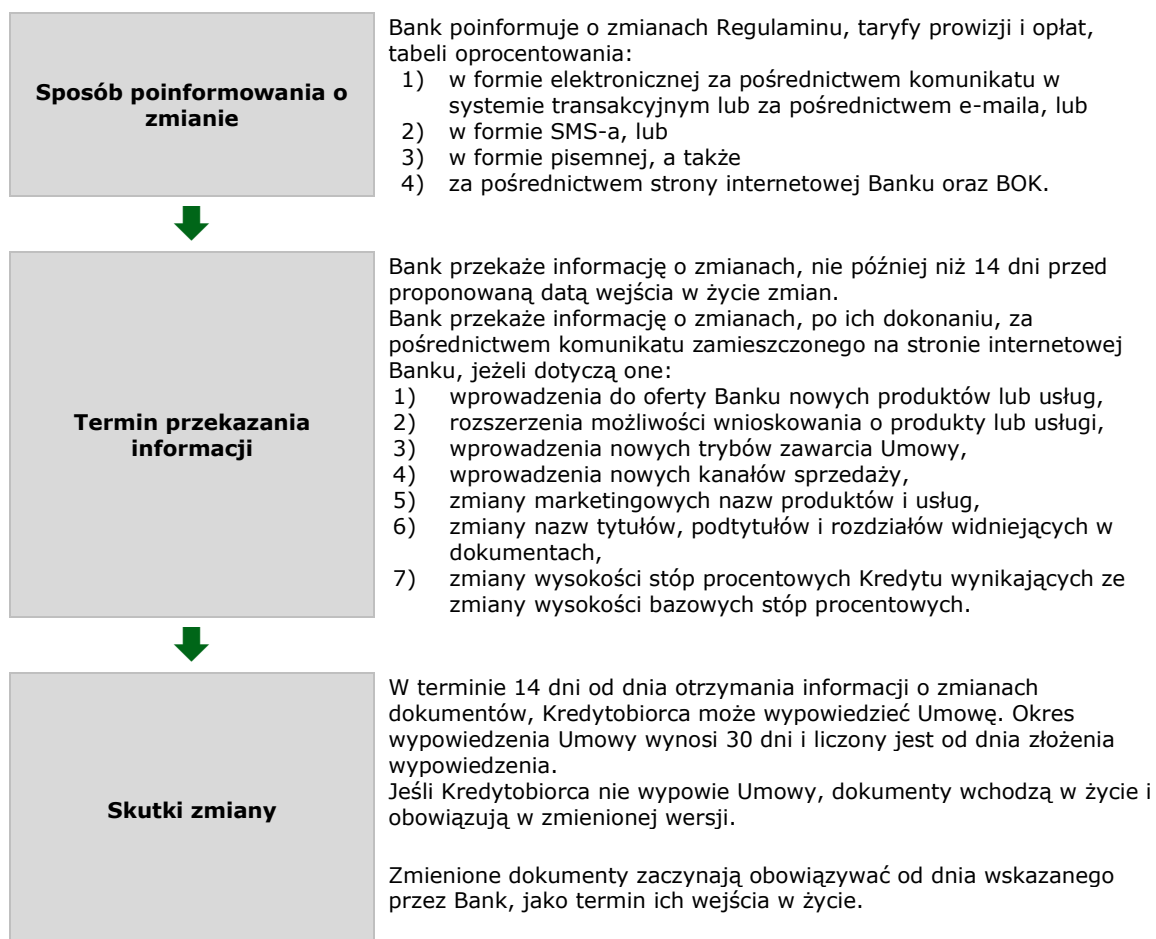 Sposób poinformowania o
zmianie
Bank poinformuje o zmianach Regulaminu, taryfy prowizji i opłat,
tabeli oprocentowania:
1) w formie elektronicznej za pośrednictwem komunikatu w
systemie transakcyjnym lub za pośrednictwem e-maila, lub
2) w formie SMS-a, lub
3) w formie pisemnej, a także
4) za pośrednictwem strony internetowej Banku oraz BOK.
Termin przekazania
informacji
Bank przekaże informację o zmianach, nie później niż 14 dni przed
proponowaną datą wejścia w życie zmian.
Bank przekaże informację o zmianach, po ich dokonaniu, za
pośrednictwem komunikatu zamieszczonego na stronie internetowej
Banku, jeżeli dotyczą one:
1) wprowadzenia do oferty Banku nowych produktów lub usług,
2) rozszerzenia możliwości wnioskowania o produkty lub usługi,
3) wprowadzenia nowych trybów zawarcia Umowy,
4) wprowadzenia nowych kanałów sprzedaży,
5) zmiany marketingowych nazw produktów i usług,
6) zmiany nazw tytułów, podtytułów i rozdziałów widniejących w
dokumentach,
7) zmiany wysokości stóp procentowych Kredytu wynikających ze
zmiany wysokości bazowych stóp procentowych.
Skutki zmiany
W terminie 14 dni od dnia otrzymania informacji o zmianach
dokumentów, Kredytobiorca może wypowiedzieć Umowę. Okres
wypowiedzenia Umowy wynosi 30 dni i liczony jest od dnia złożenia
wypowiedzenia.
Jeśli Kredytobiorca nie wypowie Umowy, dokumenty wchodzą w życie i
obowiązują w zmienionej wersji.
Zmienione dokumenty zaczynają obowiązywać od dnia wskazanego
przez Bank, jako termin ich wejścia w życie.